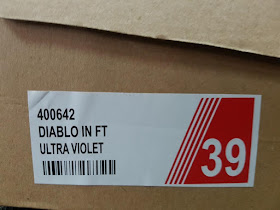 400642
DIABLO IN FT
ULTRA VIOLET
39